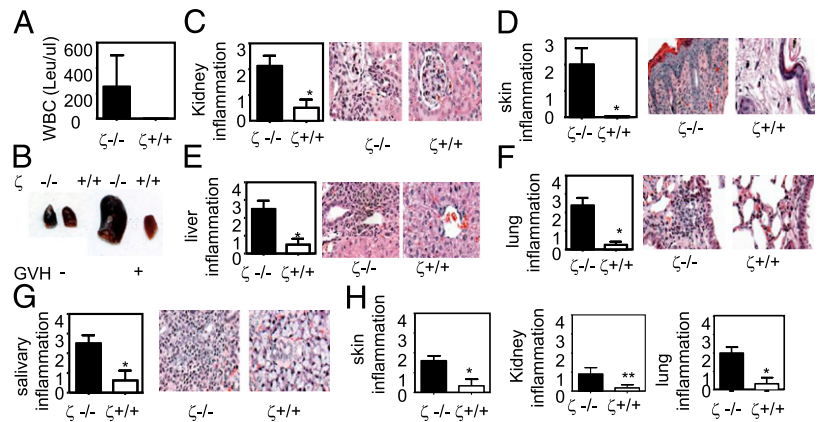 A
WBC (Leu/ul)
600
400
200
0
ζ-/- ζ+/+
B
ζ -/- +/+ -/- +/+
GVH - +
C
Kidney
inflammation
3
2
1
0
*
ζ-/- ζ+/+
ζ-/- ζ+/+
D
skin
inflammation
3
2
1
0
*
ζ-/- ζ+/+
ζ-/- ζ+/+
E
liver
inflammation
4
3
2
1
0
*
ζ -/- ζ+/+
ζ-/- ζ+/+
F
lung
inflammation
4
3
2
1
0
*
ζ -/- ζ+/+
ζ-/- ζ+/+
G
salivary
inflammation
4
3
2
1
0
*
ζ -/- ζ+/+
ζ-/- ζ+/+
H
skin
inflammation
4
2
1
0
*
ζ -/- ζ+/+
Kidney
inflammation
4
2
1
0
**
ζ -/- ζ+/+
lung
inflammation
4
2
1
0
*
ζ -/- ζ+/+